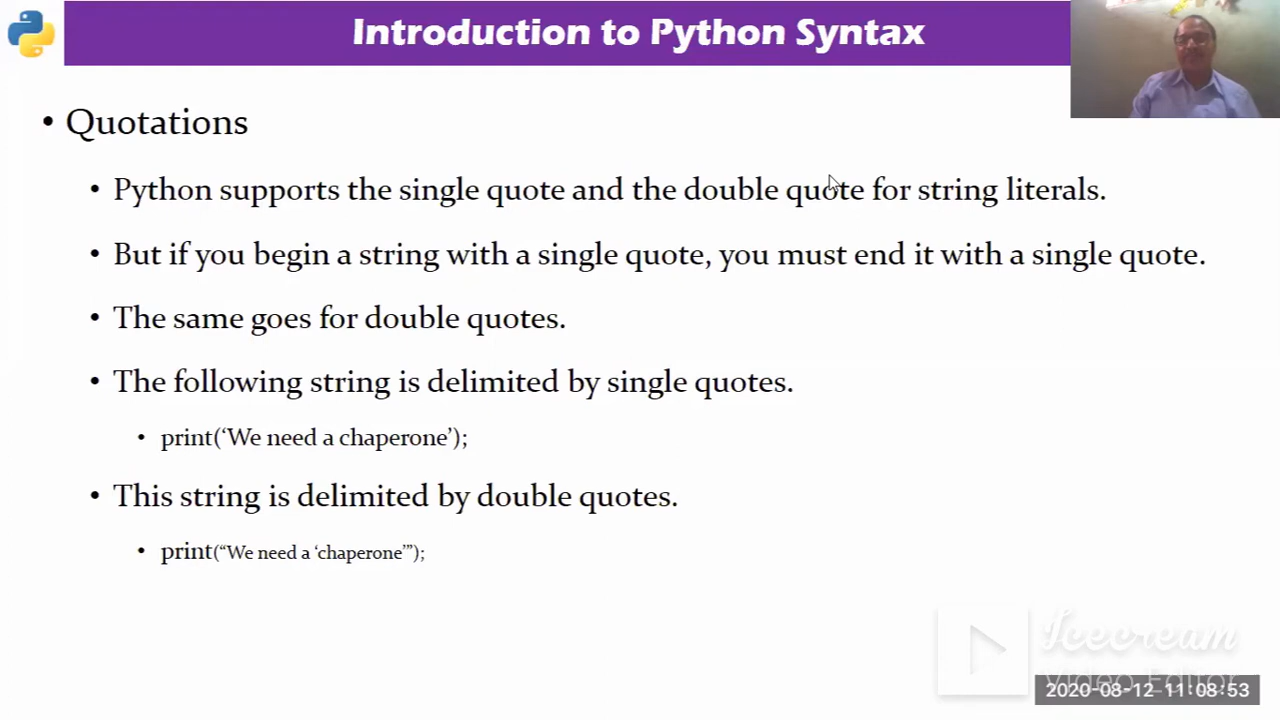 Introduction to Python Syntax
• Quotations
• Python supports the single quote and the double quote for string literals.
• But if you begin a string with a single quote, you must end it with a single quote.
• The same goes for double quotes.
• The following string is delimited by single quotes.
• print(‘We need a chaperone’);
• This string is delimited by double quotes.
• print(“We need a ‘chaperone’”);
Icecream
Video Editor
2020-08-12 11:08:53